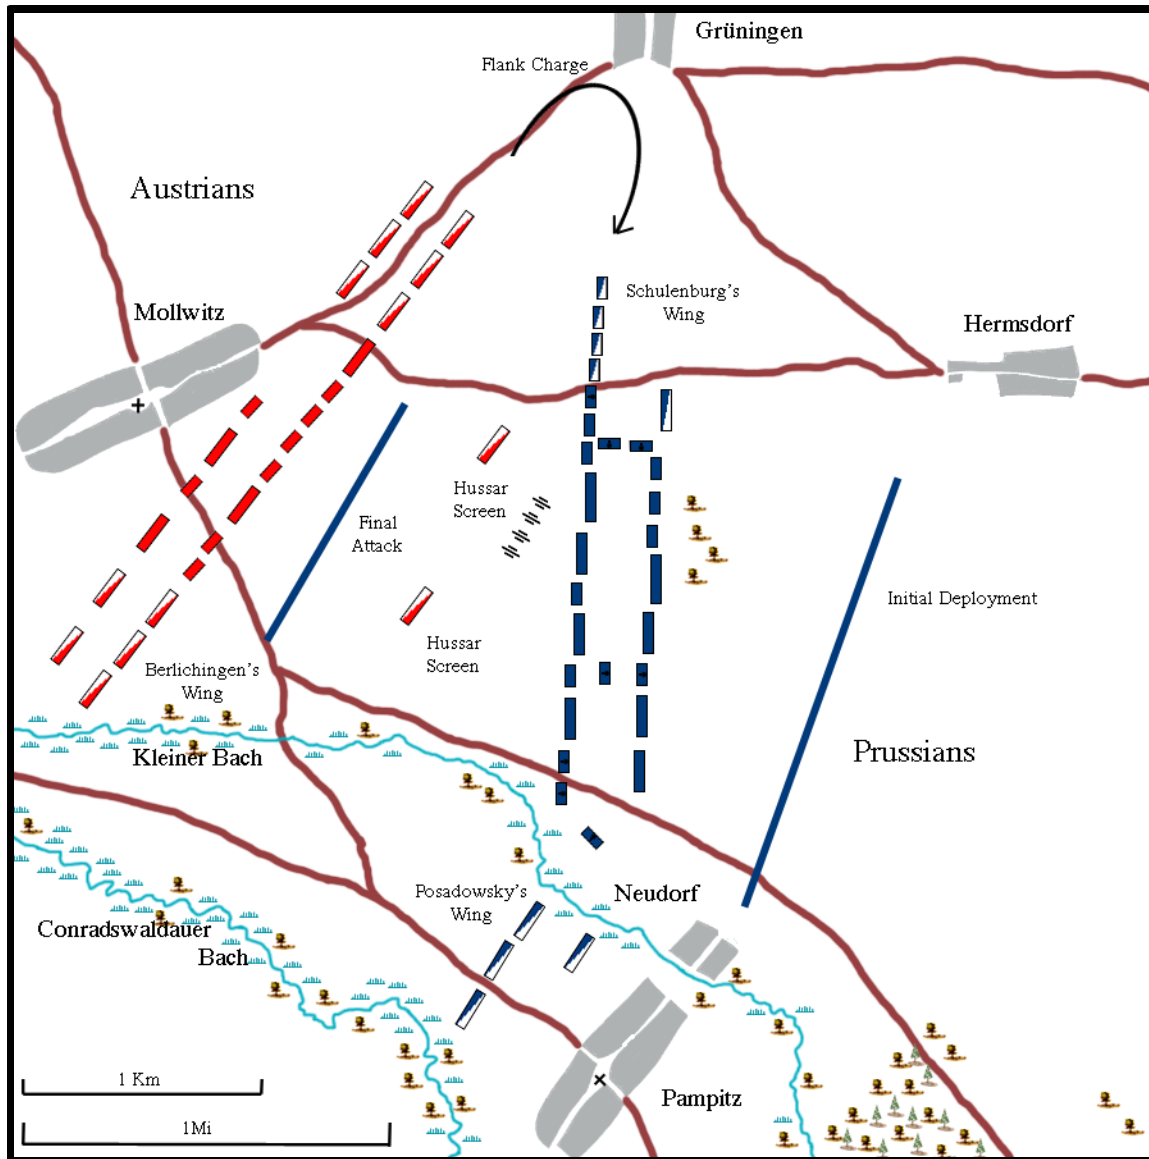 Grüningen
Flank Charge
Austrians
Schulenburg's
Wing
Mollwitz
Hermsdorf
Hussar
Screen
Final
Attack
Initial Deployment
Hussar
Screen
Berlichingen's
Wing
Kleiner Bach
Prussians
Posadowsky's
Wing
Neudorf
Conradswaldauer
Bach
1 Km
Pampitz
1Mi